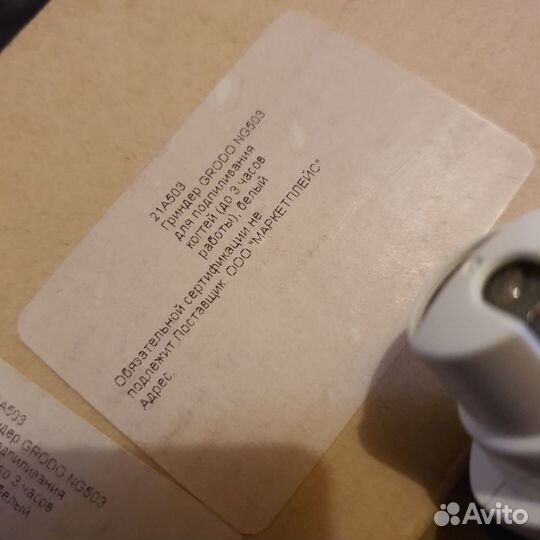 21A503
Гриндер GRODO NG503
для подпиливания
когтей (до 3 часов
работы), белый
Обязательной сертификации не
подлежит.Поставщик: ООО "МАРКЕТПЛЕЙС"
Адрес:
A503
ндер GRODO NG503
одпиливания
до 3 часов
белый
Avito